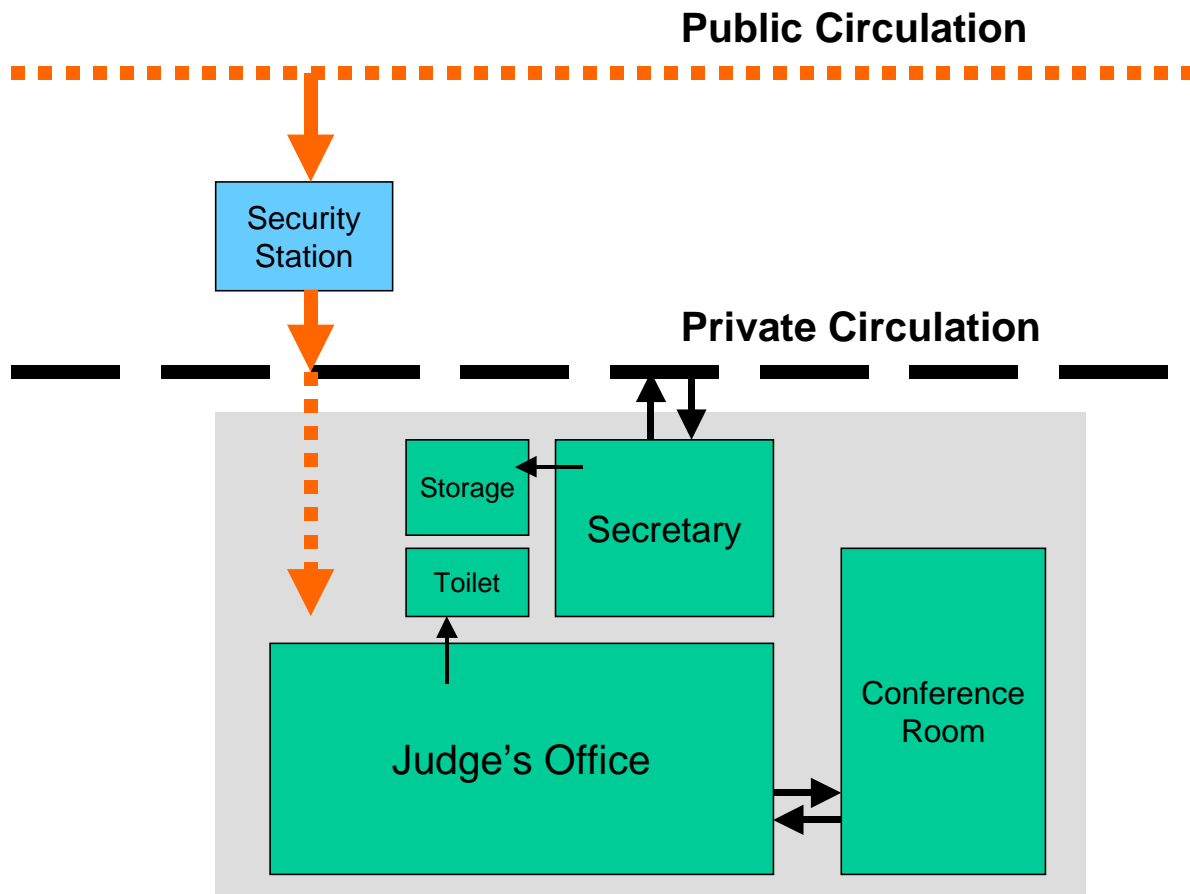 Public Circulation
Security
Station
Private Circulation
Storage
Secretary
Toilet
Conference
Room
Judge’s Office